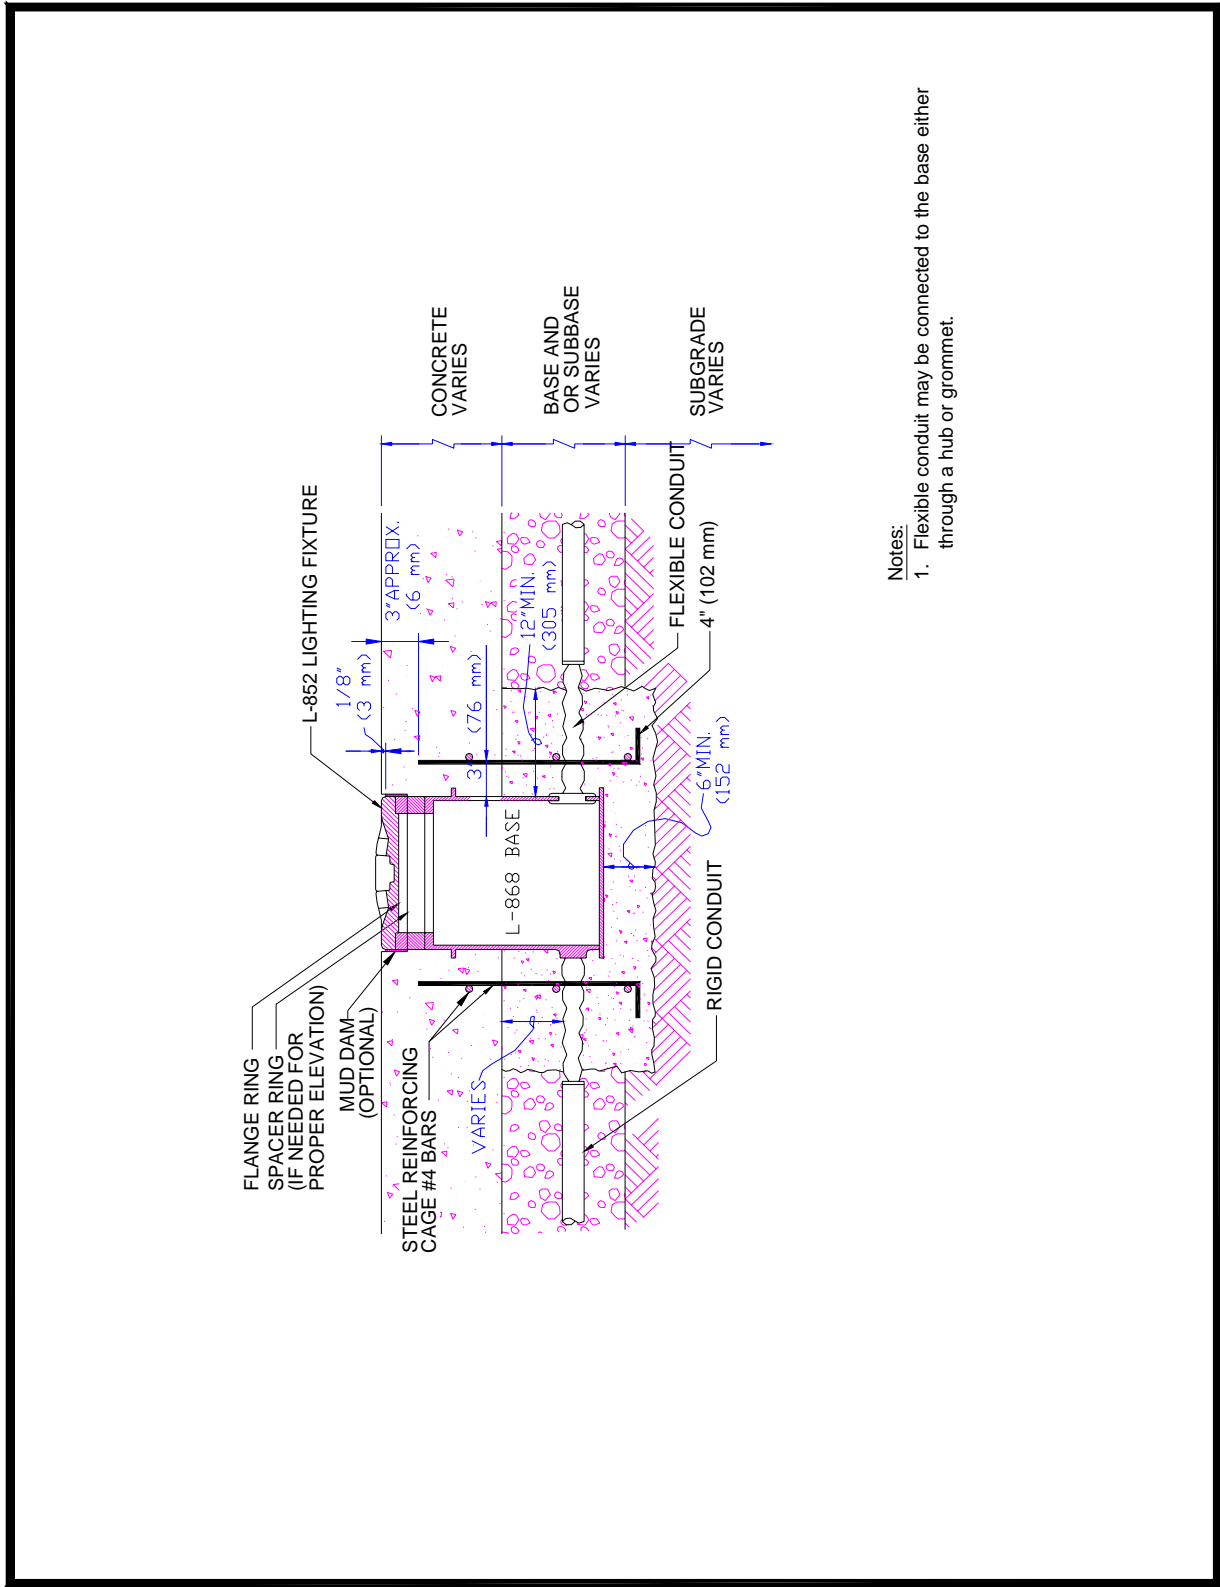 FLANGE RING
SPACER RING
(IF NEEDED FOR
PROPER ELEVATION)
MUD DAM
(OPTIONAL)
STEEL REINFORCING
CAGE #4 BARS
VARIES
L-852 LIGHTING FIXTURE
1/8"
(3 mm)
3"APPROX.
(6 mm)
3" (76 mm)
12"MIN.
(305 mm)
L-868 BASE
FLEXIBLE CONDUIT
4" (102 mm)
6"MIN.
(152 mm)
RIGID CONDUIT
CONCRETE
VARIES
BASE AND
OR SUBBASE
VARIES
SUBGRADE
VARIES
Notes:
1. Flexible conduit may be connected to the base either
through a hub or grommet.